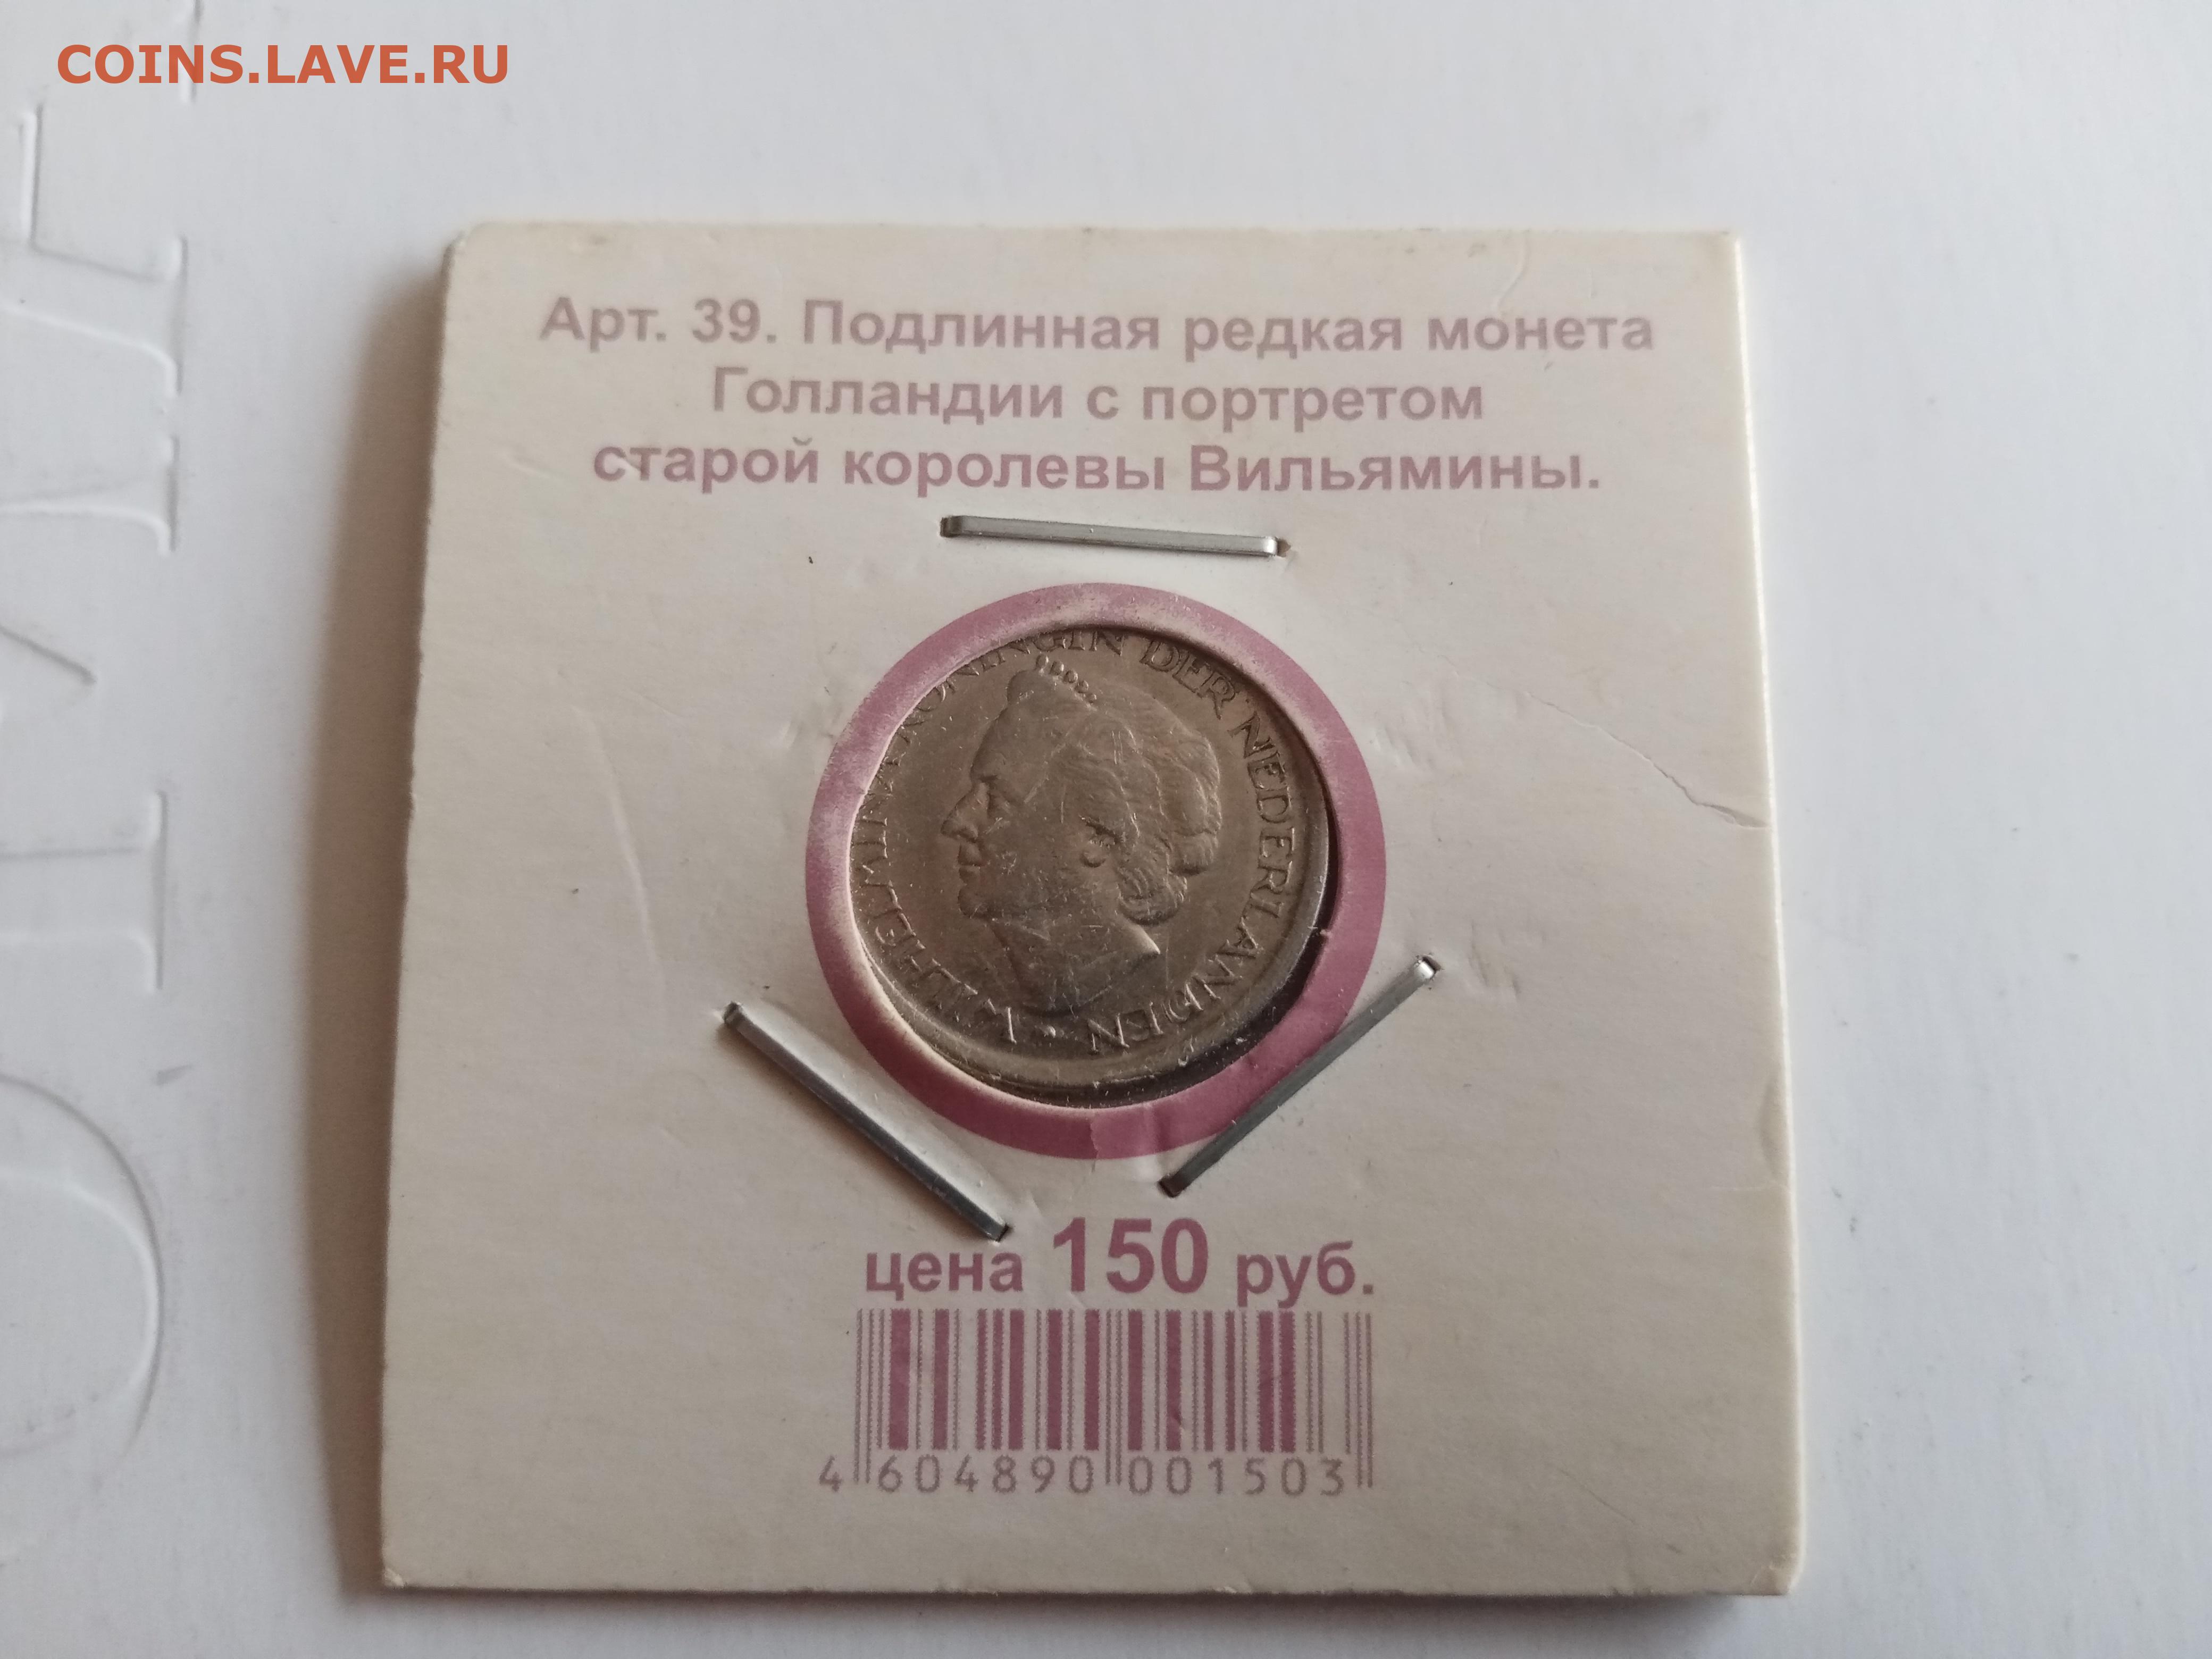 COINS.LAVE.RU
Арт. 39. Подлинная редкая монета
Голландии с портретом
старой королевы Вильямины.
WILHELMINA KONINGIN DER NEDERLANDEN
цена 150 руб.
4 604890 001503